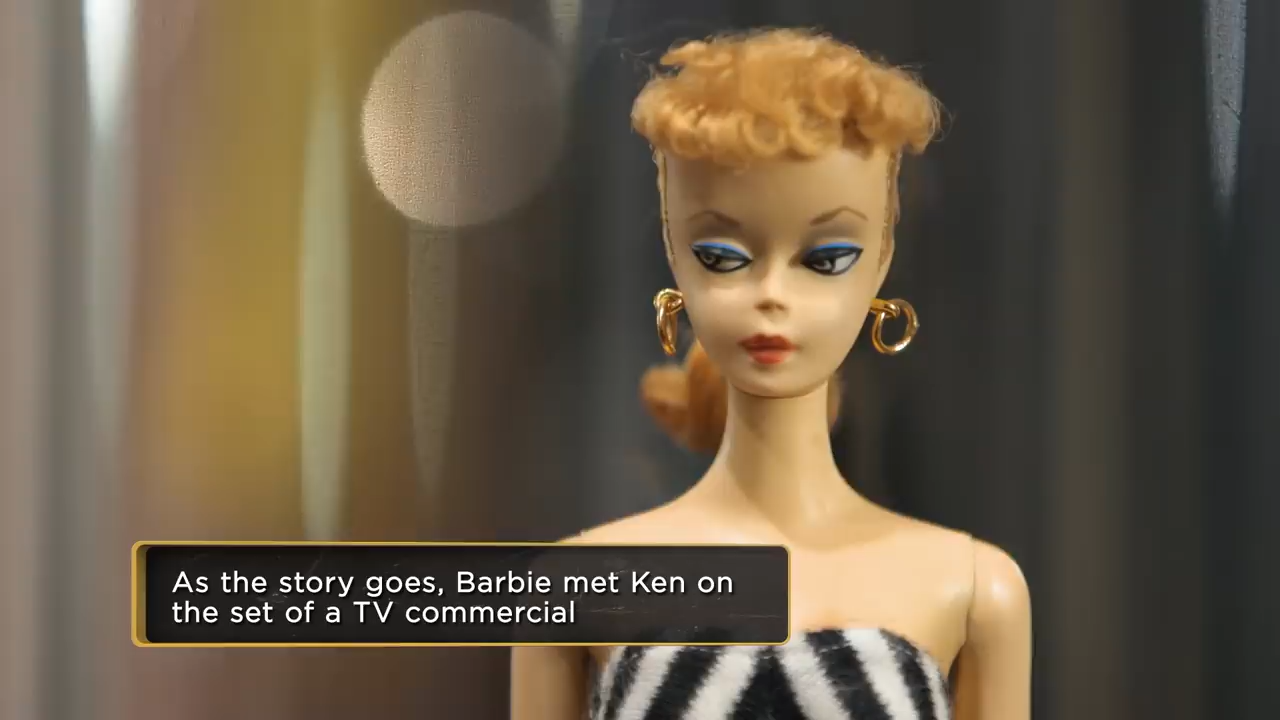 As the story goes, Barbie met Ken on
the set of a TV commercial